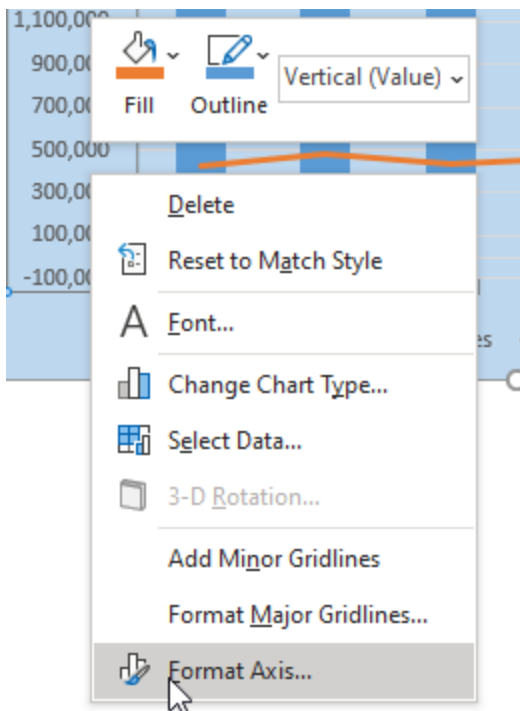 1,100,000
900,00
Vertical (Value)
700,00
Fill
Outline
500,000
300,00
Delete
100,00
Reset to Match Style
-100,00
Font...
es
Change Chart Type...
Select Data...
3-D Rotation...
Add Minor Gridlines
Format Major Gridlines...
Format Axis...